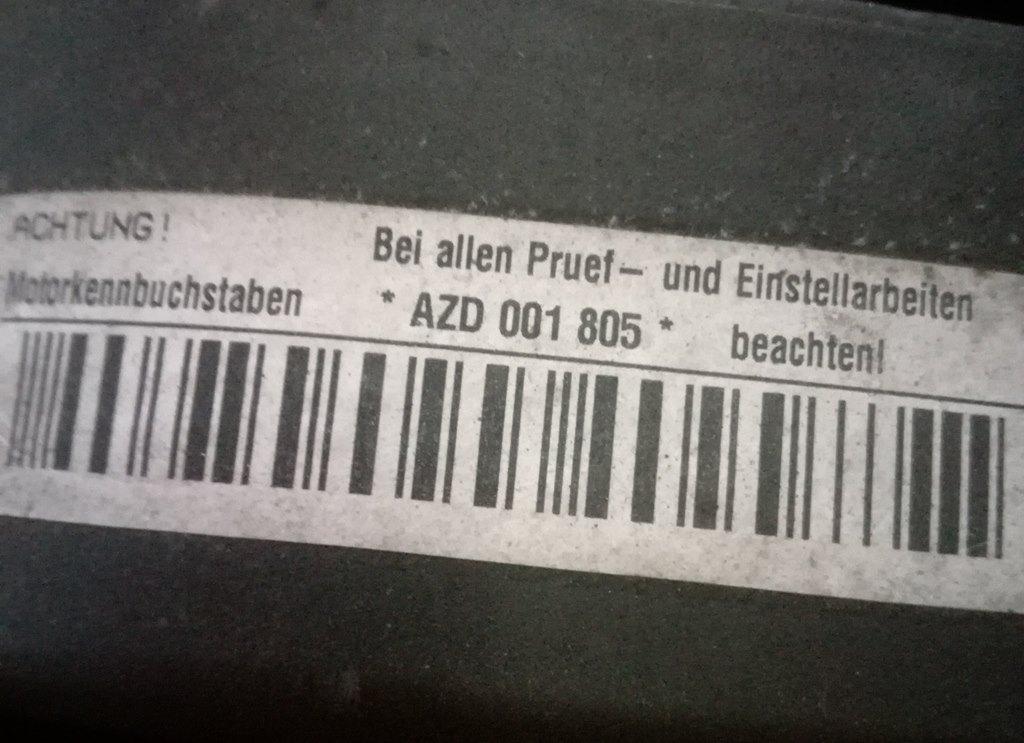 ACHTUNG!
Bei allen Pruef- und Einstellarbeiten
Motorkennbuchstaben * AZD 001 805 * beachten!